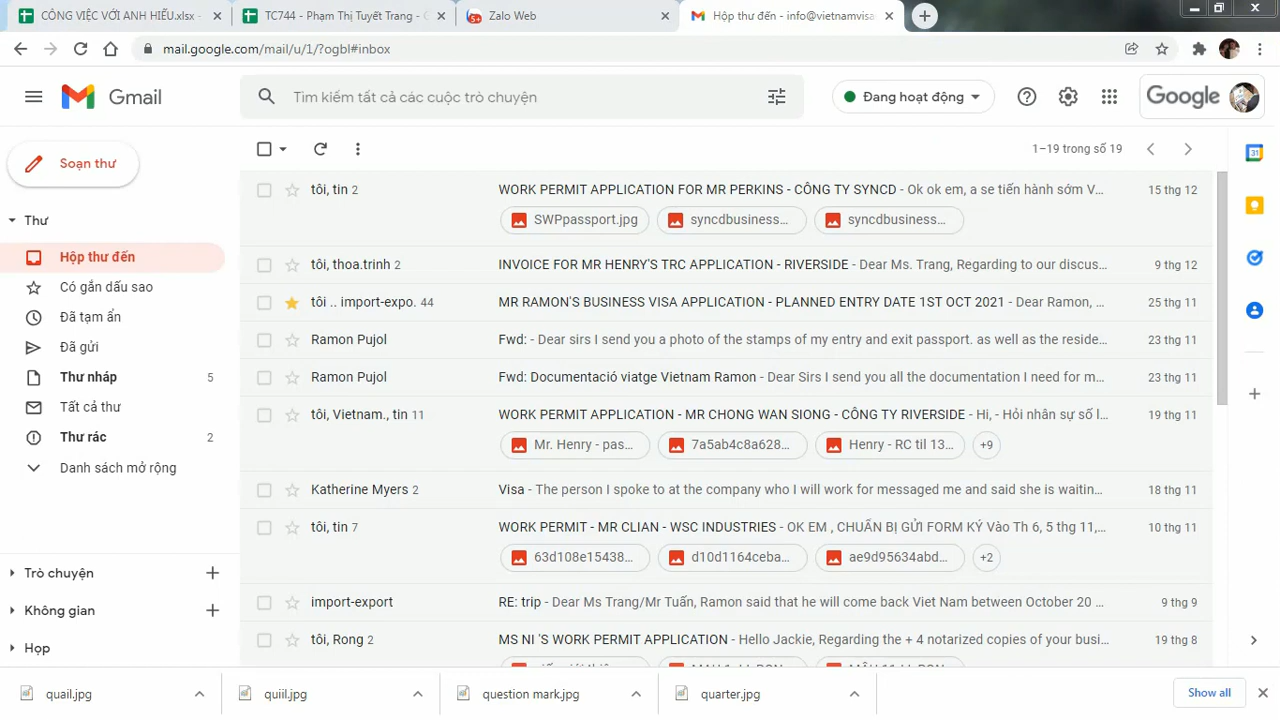 CÔNG VIỆC VỚI ANH HIẾU.xlsx -
TC744 - Phạm Thị Tuyết Trang - G
5+ Zalo Web
Hộp thư đến - info@vietnamvisa
mail.google.com/mail/u/1/?ogbl#inbox
Gmail
Tìm kiếm tất cả các cuộc trò chuyện
Đang hoạt động
Google
Soạn thư
1–19 trong số 19
31
Thư
Hộp thư đến
Có gắn dấu sao
Đã tạm ẩn
Đã gửi
Thư nháp 5
Tất cả thư
Thư rác 2
Danh sách mở rộng
Trò chuyện
Không gian
Họp
tôi, tin 2 WORK PERMIT APPLICATION FOR MR PERKINS - CÔNG TY SYNCD - Ok ok em, a se tiến hành sớm V... 15 thg 12
SWPpassport.jpg syncdbusiness... syncdbusiness...
tôi, thoa.trinh 2 INVOICE FOR MR HENRY'S TRC APPLICATION - RIVERSIDE - Dear Ms. Trang, Regarding to our discus... 9 thg 12
tôi .. import-expo. 44 MR RAMON'S BUSINESS VISA APPLICATION - PLANNED ENTRY DATE 1ST OCT 2021 - Dear Ramon, ... 25 thg 11
Ramon Pujol Fwd: - Dear sirs I send you a photo of the stamps of my entry and exit passport. as well as the reside... 23 thg 11
Ramon Pujol Fwd: Documentació viatge Vietnam Ramon - Dear Sirs I send you all the documentation I need for m... 23 thg 11
tôi, Vietnam., tin 11 WORK PERMIT APPLICATION - MR CHONG WAN SIONG - CÔNG TY RIVERSIDE - Hi, - Hỏi nhân sự số l... 19 thg 11
Mr. Henry - pas... 7a5ab4c8a628... Henry - RC til 13... +9
Katherine Myers 2 Visa - The person I spoke to at the company who I will work for messaged me and said she is waitin... 18 thg 11
tôi, tin 7 WORK PERMIT - MR CLIAN - WSC INDUSTRIES - OK EM , CHUẨN BỊ GỬI FORM KÝ Vào Th 6, 5 thg 11,... 10 thg 11
63d108e15438... d10d1164ceba... ae9d95634abd... +2
import-export RE: trip - Dear Ms Trang/Mr Tuấn, Ramon said that he will come back Viet Nam between October 20 ... 9 thg 9
tôi, Rong 2 MS NI 'S WORK PERMIT APPLICATION - Hello Jackie, Regarding the + 4 notarized copies of your busi... 19 thg 8
quail.jpg
quiil.jpg
question mark.jpg
quarter.jpg
Show all